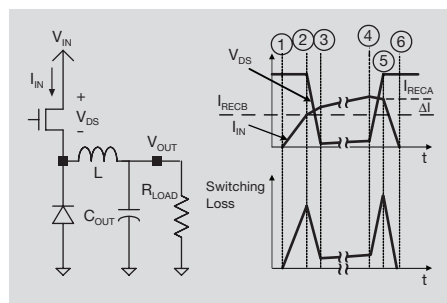 V_IN
I_IN
+
V_DS
-
V_OUT
L
C_OUT
R_LOAD
1 2 3 4 6
5
V_DS
I_RECA
I_RECB
ΔI
I_IN
t
Switching
Loss
t